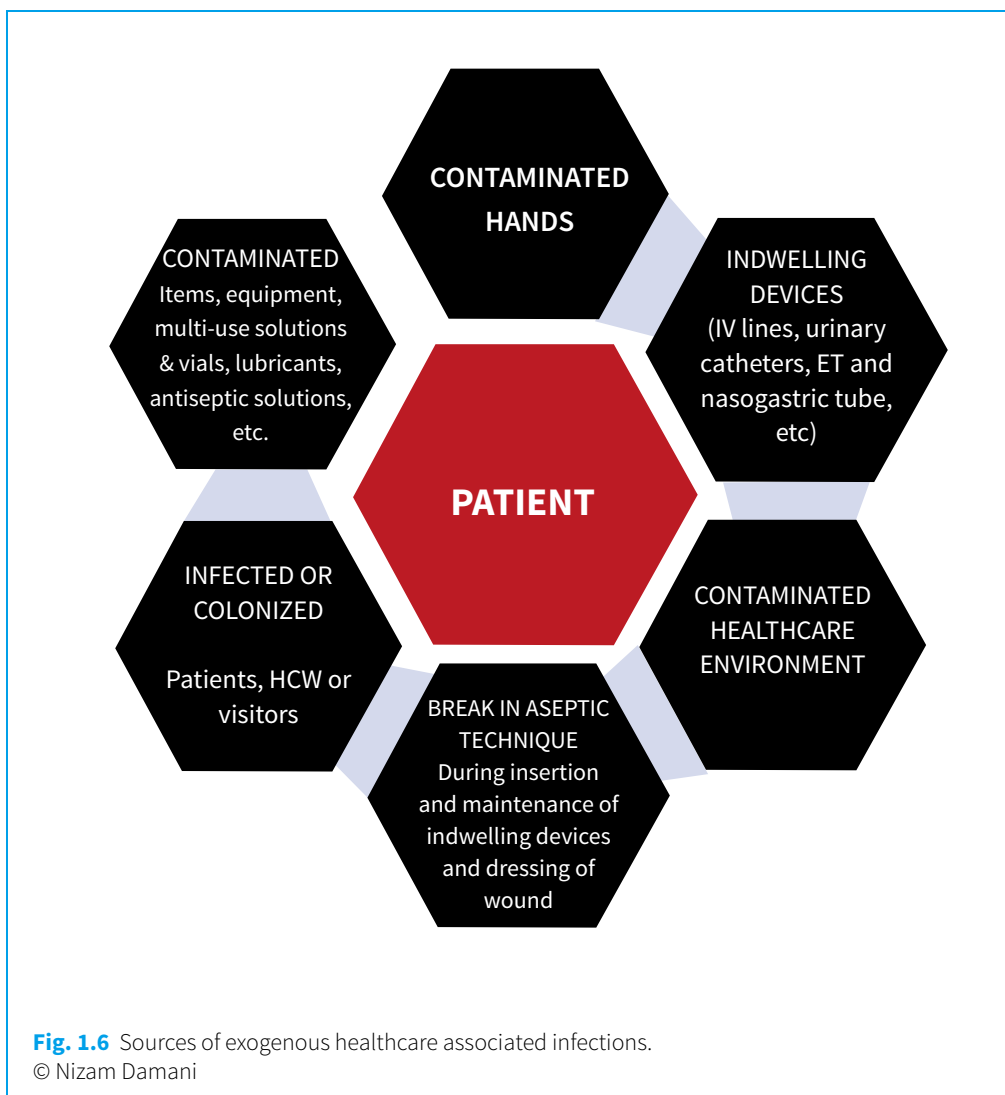 CONTAMINATED
HANDS
INDWELLING
DEVICES
(IV lines, urinary
catheters, ET and
nasogastric tube,
etc)
CONTAMINATED
HEALTHCARE
ENVIRONMENT
BREAK IN ASEPTIC
TECHNIQUE
During insertion
and maintenance of
indwelling devices
and dressing of
wound
INFECTED OR
COLONIZED
Patients, HCW or
visitors
CONTAMINATED
Items, equipment,
multi-use solutions
& vials, lubricants,
antiseptic solutions,
etc.
PATIENT
Fig. 1.6 Sources of exogenous healthcare associated infections.
© Nizam Damani